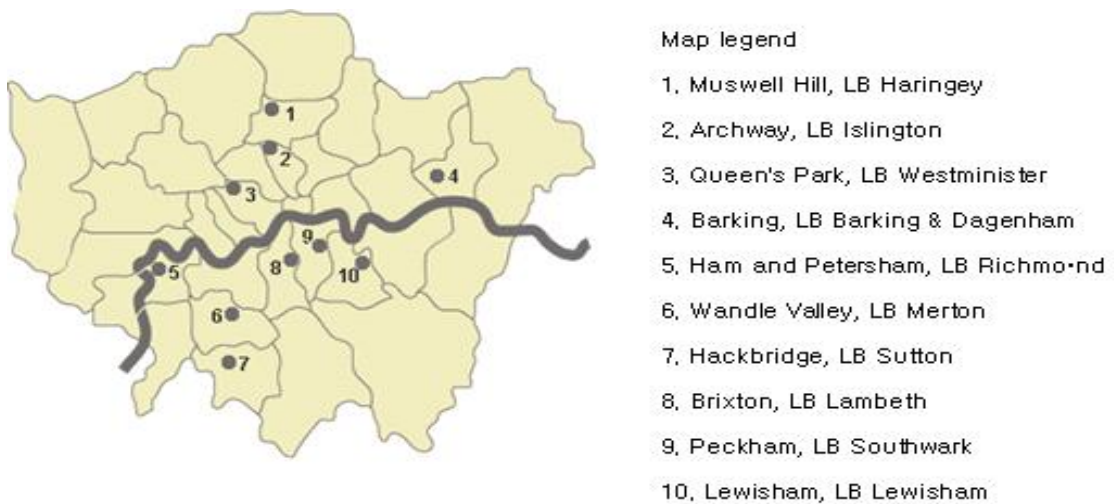 Map legend
1, Muswell Hill, LB Haringey
2, Archway, LB Islington
3, Queen's Park, LB Westminister
4, Barking, LB Barking & Dagenham
5, Ham and Petersham, LB Richmo·nd
6, Wandle Valley, LB Merton
7, Hackbridge, LB Sutton
8, Brixton, LB Lambeth
9, Peckham, LB Southwark
10, Lewisham, LB Lewisham
1
2
3
4
5
6
7
8
9
10